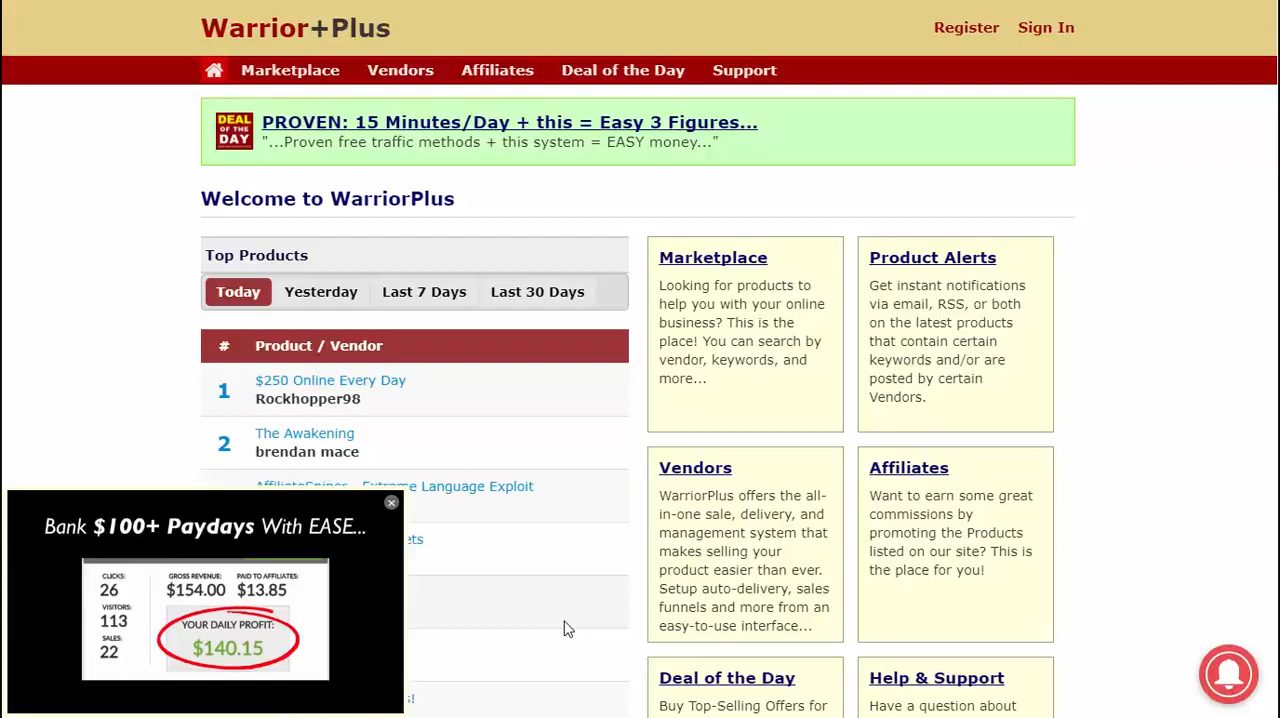 Warrior+Plus
Register Sign In
Marketplace Vendors Affiliates Deal of the Day Support
DEAL
OF THE
DAY
PROVEN: 15 Minutes/Day + this = Easy 3 Figures...
"...Proven free traffic methods + this system = EASY money..."
Welcome to WarriorPlus
Top Products
Today Yesterday Last 7 Days Last 30 Days
# Product / Vendor
1 $250 Online Every Day
Rockhopper98
2 The Awakening
brendan mace
AffiliateSniper - Extreme Language Exploit
Marketplace
Looking for products to
help you with your online
business? This is the
place! You can search by
vendor, keywords, and
more...
Product Alerts
Get instant notifications
via email, RSS, or both
on the latest products
that contain certain
keywords and/or are
posted by certain
Vendors.
Vendors
WarriorPlus offers the all-
in-one sale, delivery, and
management system that
makes selling your
product easier than ever.
Setup auto-delivery, sales
funnels and more from an
easy-to-use interface...
Affiliates
Want to earn some great
commissions by
promoting the Products
listed on our site? This is
the place for you!
Deal of the Day
Buy Top-Selling Offers for
Help & Support
Have a question about
Bank $100+ Paydays With EASE...
CLICKS:
26
VISITORS:
113
SALES:
22
GROSS REVENUE: PAID TO AFFILIATES:
$154.00 $13.85
YOUR DAILY PROFIT:
$140.15